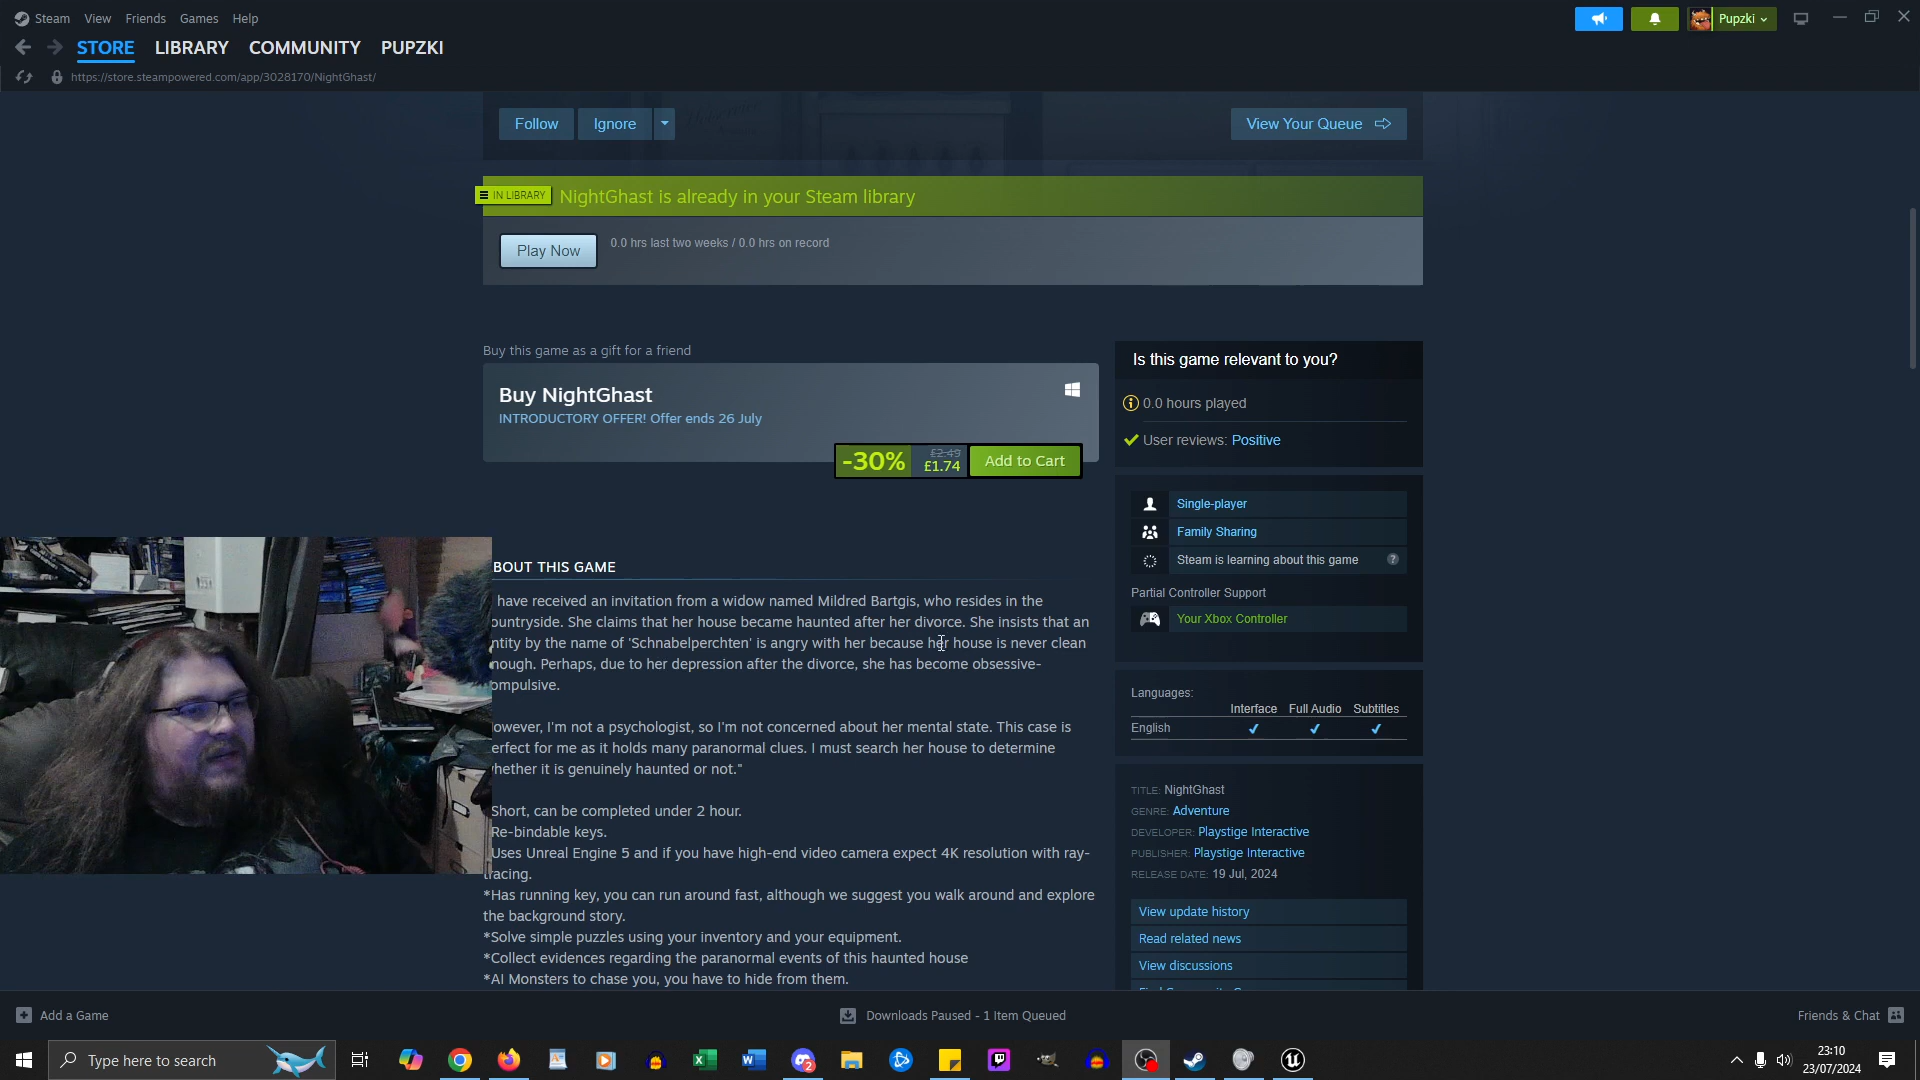 Steam View Friends Games Help
Pupzki
STORE LIBRARY COMMUNITY PUPZKI
https://store.steampowered.com/app/3028170/NightGhast/
Follow Ignore View Your Queue
IN LIBRARY NightGhast is already in your Steam library
Play Now 0.0 hrs last two weeks / 0.0 hrs on record
Buy this game as a gift for a friend
Buy NightGhast
INTRODUCTORY OFFER! Offer ends 26 July
-30% £2.49 £1.74 Add to Cart
Is this game relevant to you?
0.0 hours played
User reviews: Positive
Single-player
Family Sharing
Steam is learning about this game ?
Partial Controller Support
Your Xbox Controller
Languages:
Interface Full Audio Subtitles
English
TITLE: NightGhast
GENRE: Adventure
DEVELOPER: Playstige Interactive
PUBLISHER: Playstige Interactive
RELEASE DATE: 19 Jul, 2024
View update history
Read related news
View discussions
BOUT THIS GAME
have received an invitation from a widow named Mildred Bartgis, who resides in the
ountryside. She claims that her house became haunted after her divorce. She insists that an
ntity by the name of 'Schnabelperchten' is angry with her because her house is never clean
nough. Perhaps, due to her depression after the divorce, she has become obsessive-
ompulsive.
owever, I'm not a psychologist, so I'm not concerned about her mental state. This case is
erfect for me as it holds many paranormal clues. I must search her house to determine
hether it is genuinely haunted or not."
Short, can be completed under 2 hour.
Re-bindable keys.
Uses Unreal Engine 5 and if you have high-end video camera expect 4K resolution with ray-
tracing.
*Has running key, you can run around fast, although we suggest you walk around and explore
the background story.
*Solve simple puzzles using your inventory and your equipment.
*Collect evidences regarding the paranormal events of this haunted house
*AI Monsters to chase you, you have to hide from them.
Add a Game Downloads Paused - 1 Item Queued Friends & Chat
Type here to search
2
23:10
23/07/2024